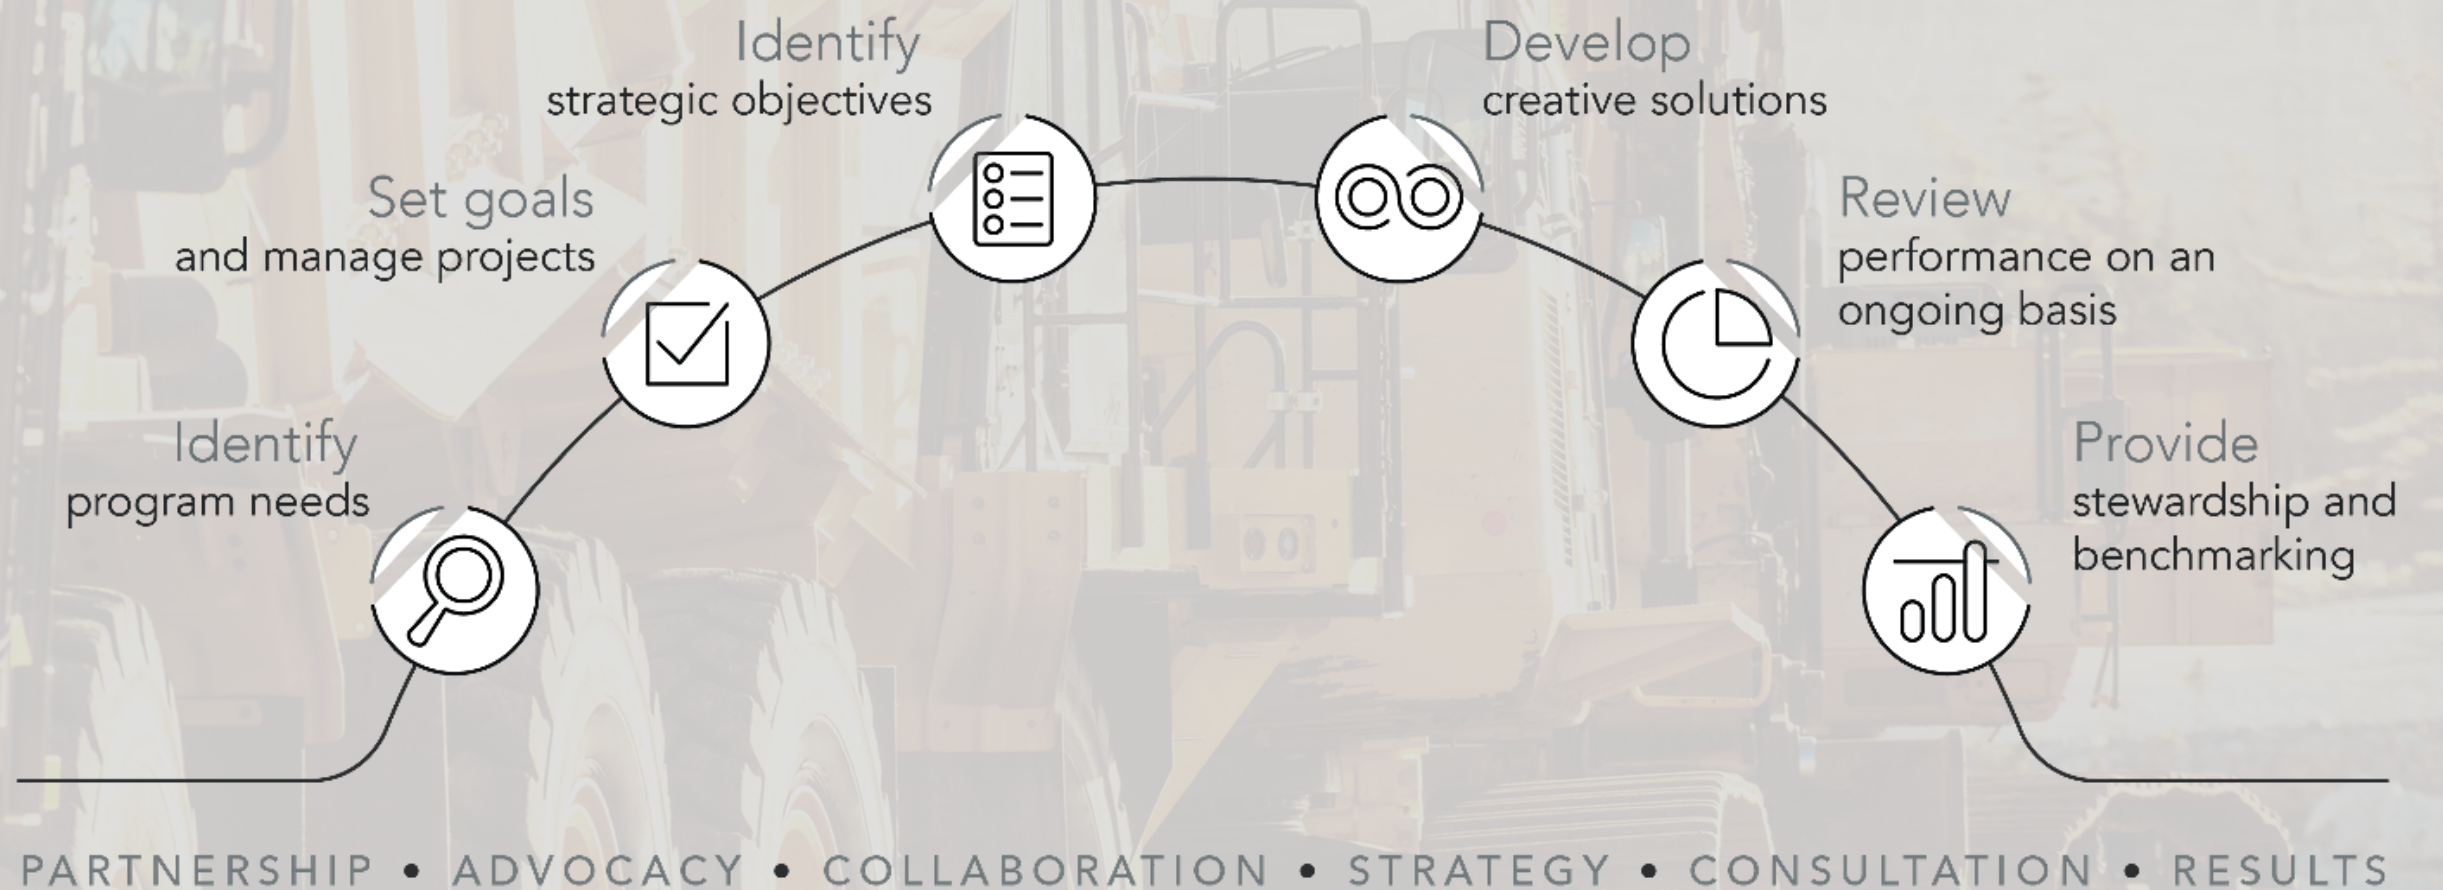 Identify
program needs
Set goals
and manage projects
Identify
strategic objectives
Develop
creative solutions
Review
performance on an
ongoing basis
Provide
stewardship and
benchmarking
PARTNERSHIP • ADVOCACY • COLLABORATION • STRATEGY • CONSULTATION • RESULTS